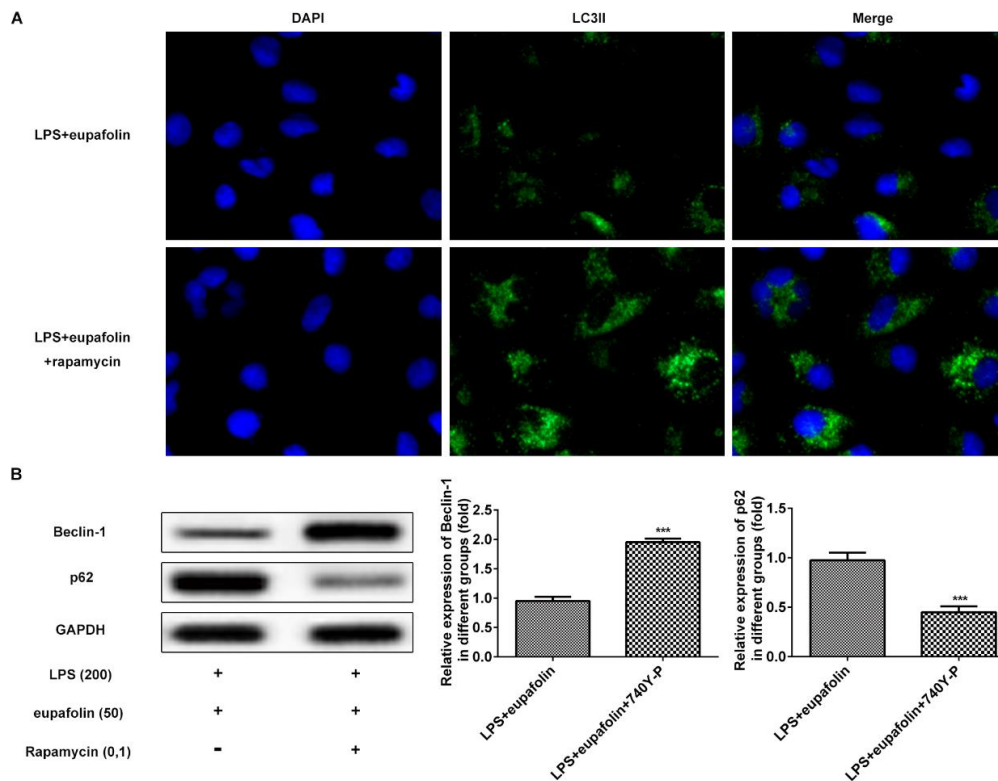 A
DAPI
LC3II
Merge
LPS+eupafolin
LPS+eupafolin
+rapamycin
B
Beclin-1
p62
GAPDH
LPS (200)
+
+
eupafolin (50)
+
+
Rapamycin (0,1)
-
+
Relative expression of Beclin-1
in different groups (fold)
2.5
2.0
1.5
1.0
0.5
0.0
***
LPS+eupafolin
LPS+eupafolin+740Y-P
Relative expression of p62
in different groups (fold)
1.5
1.0
0.5
0.0
***
LPS+eupafolin
LPS+eupafolin+740Y-P